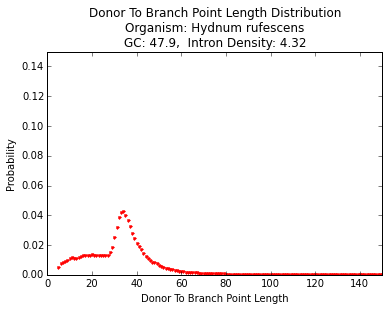 Donor To Branch Point Length Distribution
Organism: Hydnum rufescens
GC: 47.9,  Intron Density: 4.32
0.14
0.12
0.10
0.08
0.06
0.04
0.02
0.00
Probability
0 20 40 60 80 100 120 140
Donor To Branch Point Length